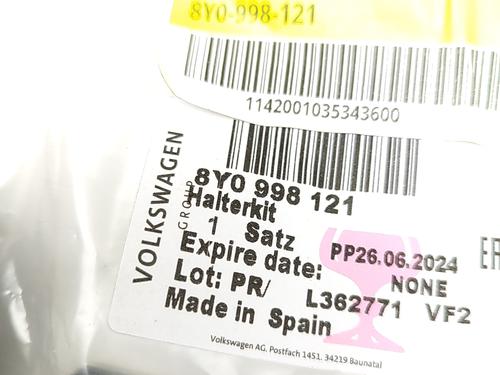 8Y0-998-121
1142001035343600
VOLKSWAGEN
GROUP
8Y0 998 121
Halterkit
1 Satz
Expire date: PP26.06.2024
NONE
Lot: PR/ L362771 VF2
Made in Spain
Volkswagen AG. Postfach 1451. 34219 Baunatal